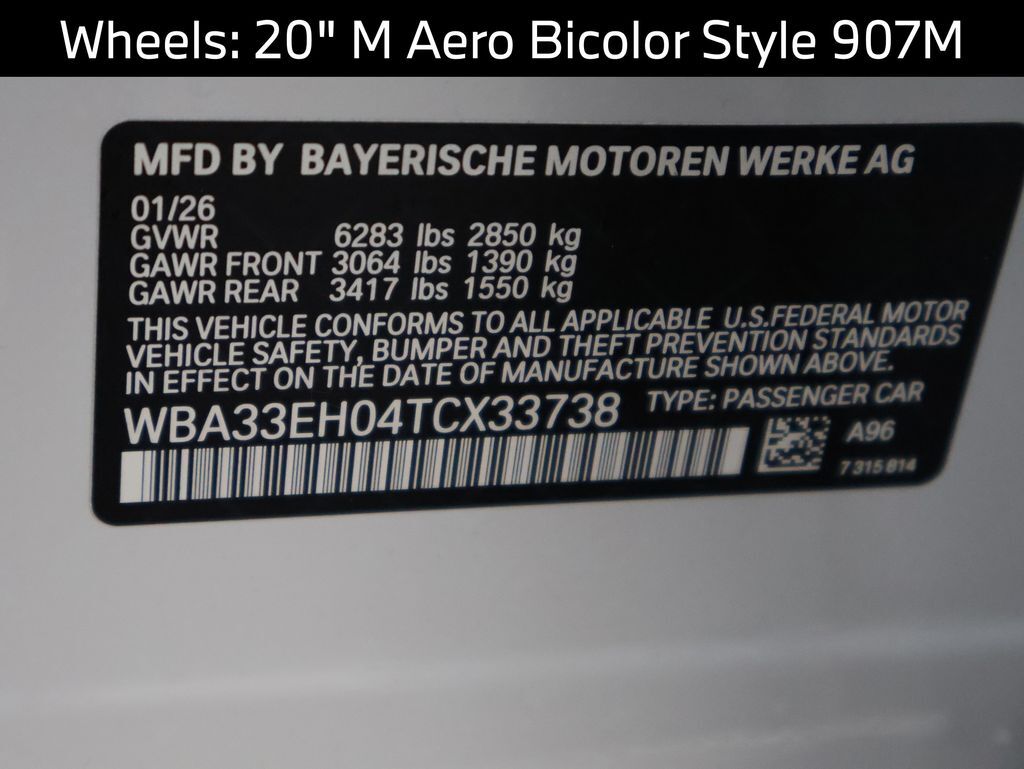 Wheels: 20" M Aero Bicolor Style 907M
MFD BY BAYERISCHE MOTOREN WERKE AG
01/26
GVWR 6283 lbs 2850 kg
GAWR FRONT 3064 lbs 1390 kg
GAWR REAR 3417 lbs 1550 kg
THIS VEHICLE CONFORMS TO ALL APPLICABLE U.S.FEDERAL MOTOR
VEHICLE SAFETY, BUMPER AND THEFT PREVENTION STANDARDS
IN EFFECT ON THE DATE OF MANUFACTURE SHOWN ABOVE.
WBA33EH04TCX33738 TYPE: PASSENGER CAR
A96
7 315 814